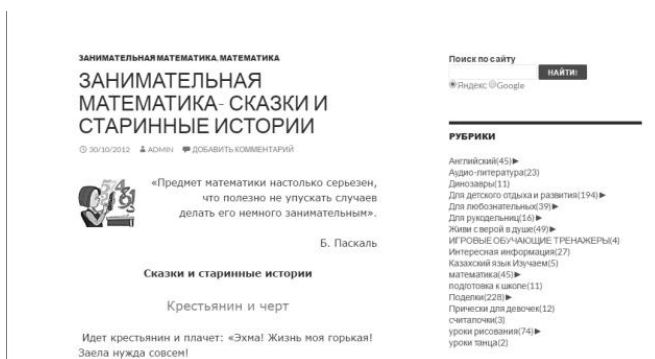 ЗАНИМАТЕЛЬНАЯ МАТЕМАТИКА, МАТЕМАТИКА
ЗАНИМАТЕЛЬНАЯ
МАТЕМАТИКА- СКАЗКИ И
СТАРИННЫЕ ИСТОРИИ
30/10/2012 ADMIN ДОБАВИТЬ КОММЕНТАРИЙ
«Предмет математики настолько серьезен,
что полезно не упускать случаев
делать его немного занимательным».
Б. Паскаль
Сказки и старинные истории
Крестьянин и черт
Идет крестьянин и плачет: «Эхма! Жизнь моя горькая!
Заела нужда совсем!
Поиск по сайту
НАЙТИ!
Яндекс Google
РУБРИКИ
Английский(45)►
Аудио-литература(23)
Динозавры(11)
Для детского отдыха и развития(194)►
Для любознательных(39)►
Для рукодельниц(16)►
Живи с верой в душе(49)►
ИГРОВЫЕ ОБУЧАЮЩИЕ ТРЕНАЖЕРЫ(4)
Интересная информация(27)
Казахский язык Изучаем(5)
математика(45)►
подготовка к школе(11)
Поделки(228)►
Прически для девочек(12)
считалочки(3)
уроки рисования(74)►
уроки танца(2)